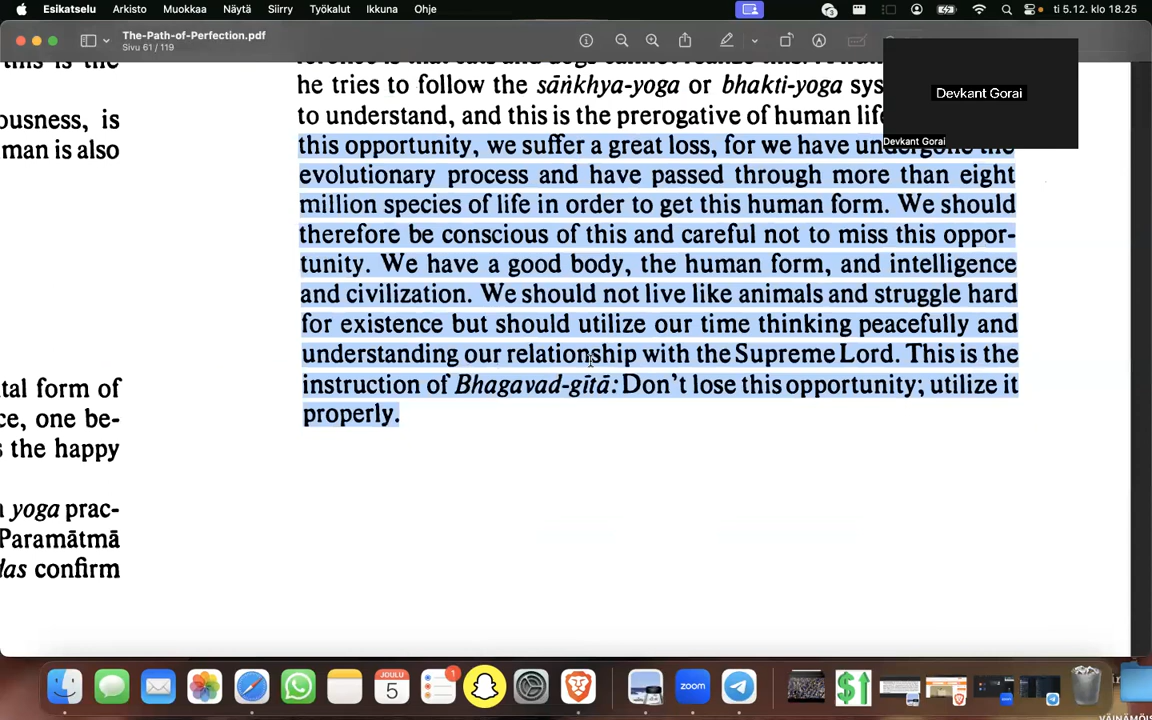 Esikatselu Arkisto Muokkaa Näytä Siirry Työkalut Ikkuna Ohje ti 5.12. klo 18.25
The-Path-of-Perfection.pdf
Sivu 61 / 119
Devkant Gorai
Devkant Gorai
this is the
ousness, is
man is also
tal form of
ce, one be-
s the happy
yoga prac-
Paramātmā
das confirm
he tries to follow the sāṅkhya-yoga or bhakti-yoga sys
to understand, and this is the prerogative of human life
this opportunity, we suffer a great loss, for we have undergone the
evolutionary process and have passed through more than eight
million species of life in order to get this human form. We should
therefore be conscious of this and careful not to miss this oppor-
tunity. We have a good body, the human form, and intelligence
and civilization. We should not live like animals and struggle hard
for existence but should utilize our time thinking peacefully and
understanding our relationship with the Supreme Lord. This is the
instruction of Bhagavad-gītā: Don't lose this opportunity; utilize it
properly.
JOULU
5
1
zoom